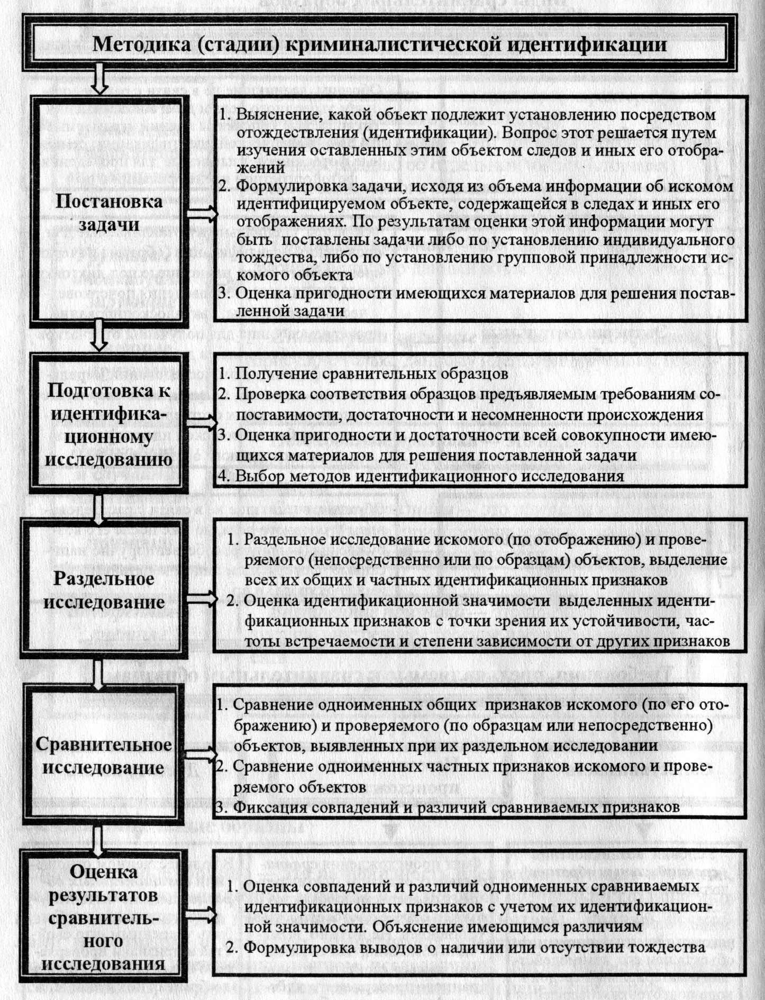 Методика (стадии) криминалистической идентификации
Постановка
задачи
1. Выяснение, какой объект подлежит установлению посредством
отождествления (идентификации). Вопрос этот решается путем
изучения оставленных этим объектом следов и иных его отобра-
жений
2. Формулировка задачи, исходя из объема информации об искомом
идентифицируемом объекте, содержащейся в следах и иных его
отображениях. По результатам оценки этой информации могут
быть поставлены задачи либо по установлению индивидуального
тождества, либо по установлению групповой принадлежности ис-
комого объекта
3. Оценка пригодности имеющихся материалов для решения постав-
ленной задачи
Подготовка к
идентифика-
ционному
исследованию
1. Получение сравнительных образцов
2. Проверка соответствия образцов предъявляемым требованиям со-
поставимости, достаточности и несомненности происхождения
3. Оценка пригодности и достаточности всей совокупности имею-
щихся материалов для решения поставленной задачи
4. Выбор методов идентификационного исследования
Раздельное
исследование
1. Раздельное исследование искомого (по отображению) и прове-
ряемого (непосредственно или по образцам) объектов, выделение
всех их общих и частных идентификационных признаков
2. Оценка идентификационной значимости выделенных иденти-
фикационных признаков с точки зрения их устойчивости, час-
тоты встречаемости и степени зависимости от других признаков
Сравнительное
исследование
1. Сравнение одноименных общих признаков искомого (по его ото-
бражению) и проверяемого (по образцам или непосредственно)
объектов, выявленных при их раздельном исследовании
2. Сравнение одноименных частных признаков искомого и прове-
ряемого объектов
3. Фиксация совпадений и различий сравниваемых признаков
Оценка
результатов
сравнитель-
ного
исследования
1. Оценка совпадений и различий одноименных сравниваемых
идентификационных признаков с учетом их идентификацион-
ной значимости. Объяснение имеющимся различиям
2. Формулировка выводов о наличии или отсутствии тождества